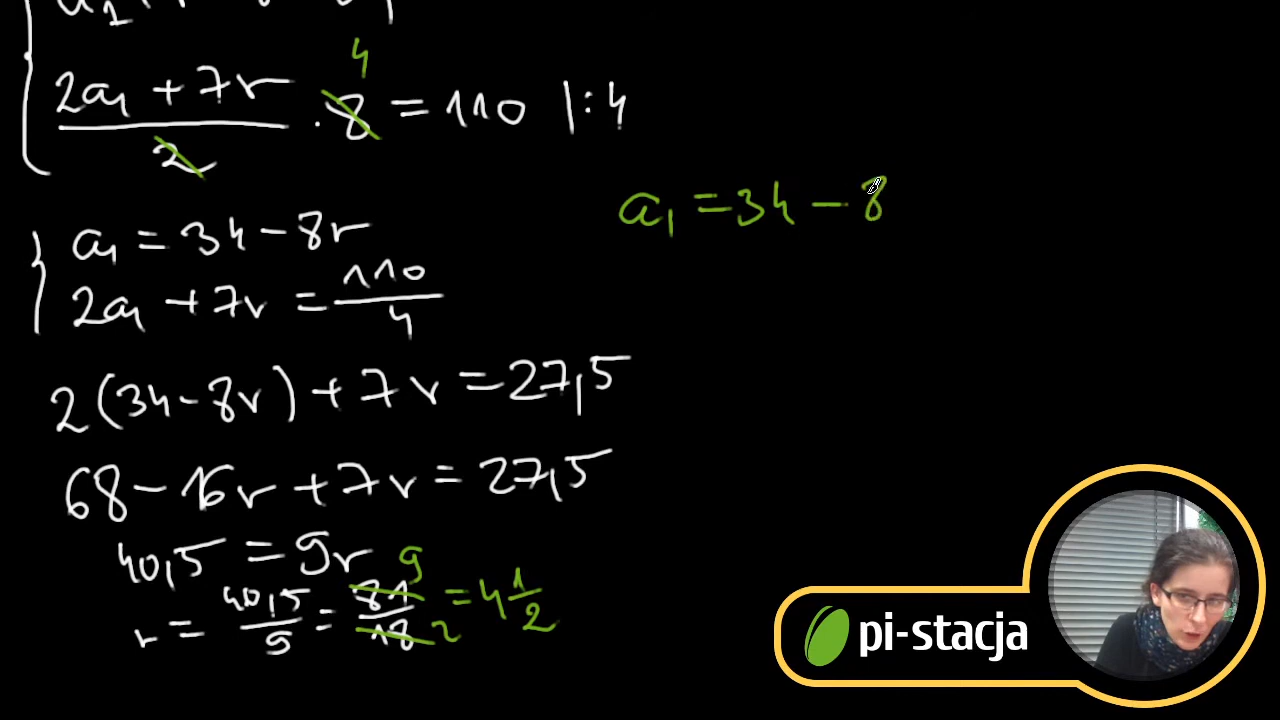 2a₁ + 7r / 2 · 8 = 110 |: 4
4
a₁ = 34 - 8
a₁ = 34 - 8r
2a₁ + 7r = 110/4
2(34 - 8r) + 7r = 27,5
68 - 16r + 7r = 27,5
40,5 = 9r
r = 40,5/9 = 81/18 = 4 1/2
9
2
pi-stacja